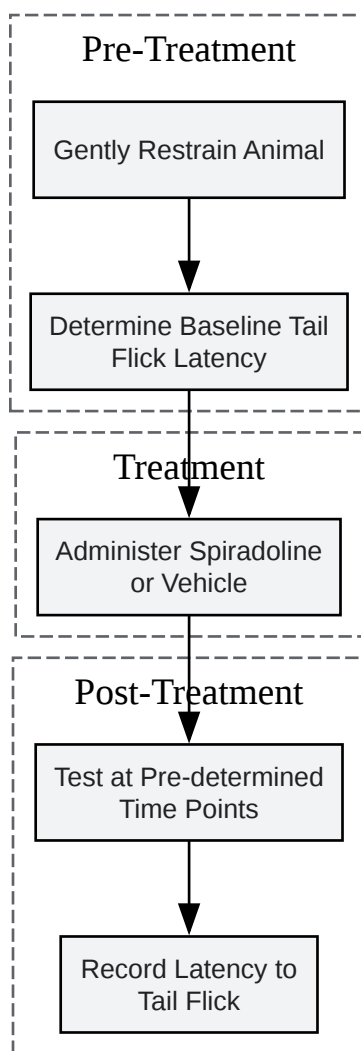 Pre-Treatment
Gently Restrain Animal
Determine Baseline Tail
Flick Latency
Treatment
Administer Spiradoline
or Vehicle
Post-Treatment
Test at Pre-determined
Time Points
Record Latency to
Tail Flick